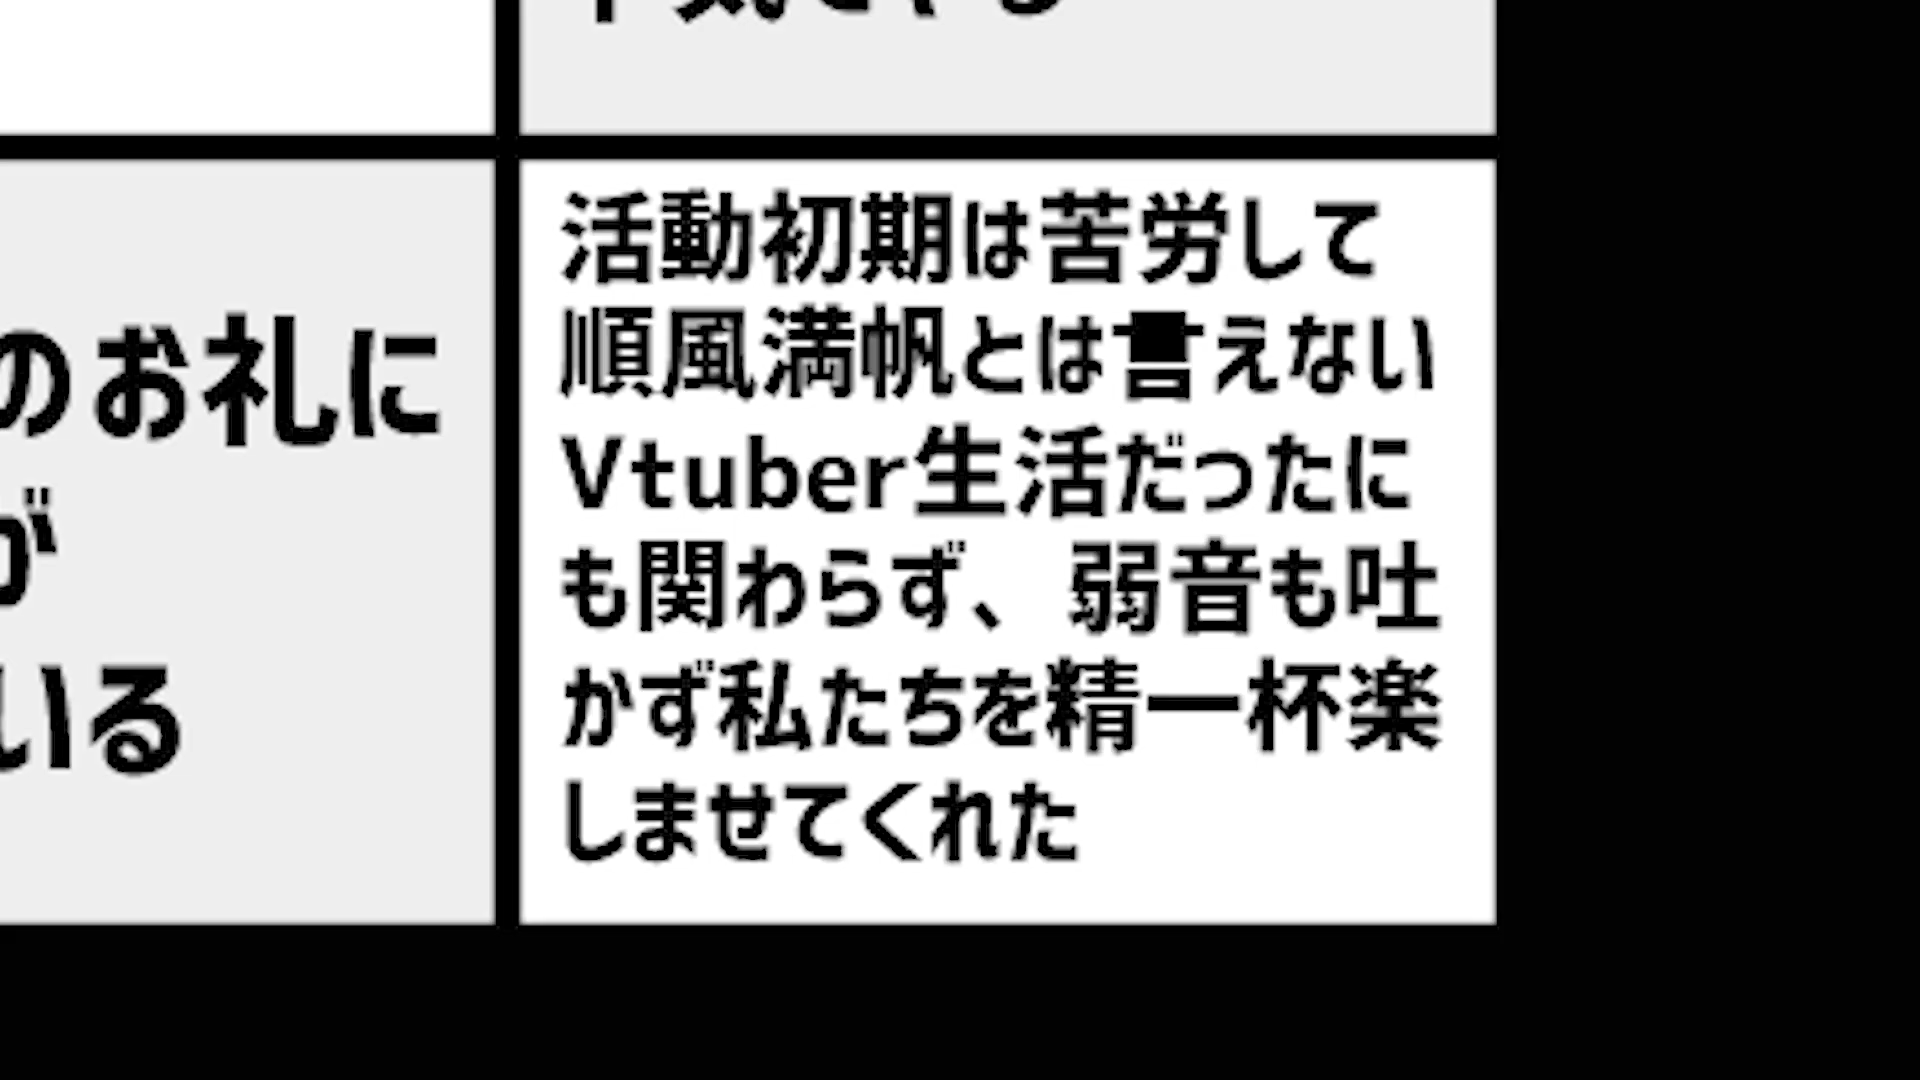 のお礼に
が
いる
活動初期は苦労して
順風満帆とは言えない
Vtuber生活だったに
も関わらず、弱音も吐
かず私たちを精一杯楽
しませてくれた